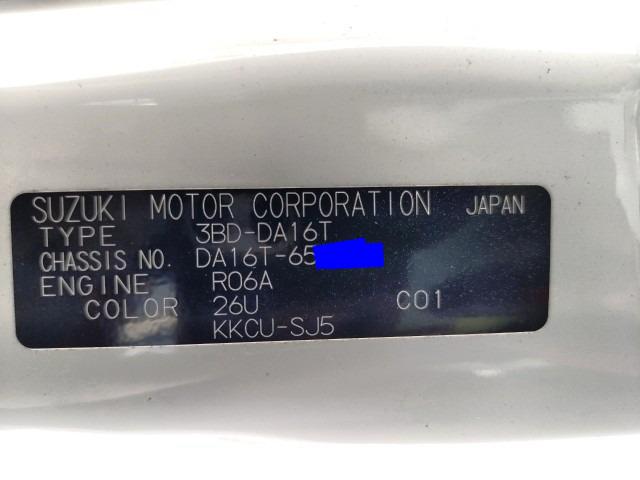 SUZUKI MOTOR CORPORATION JAPAN
TYPE 3BD-DA16T
CHASSIS NO. DA16T-65
ENGINE R06A
COLOR 26U C01
KKCU-SJ5